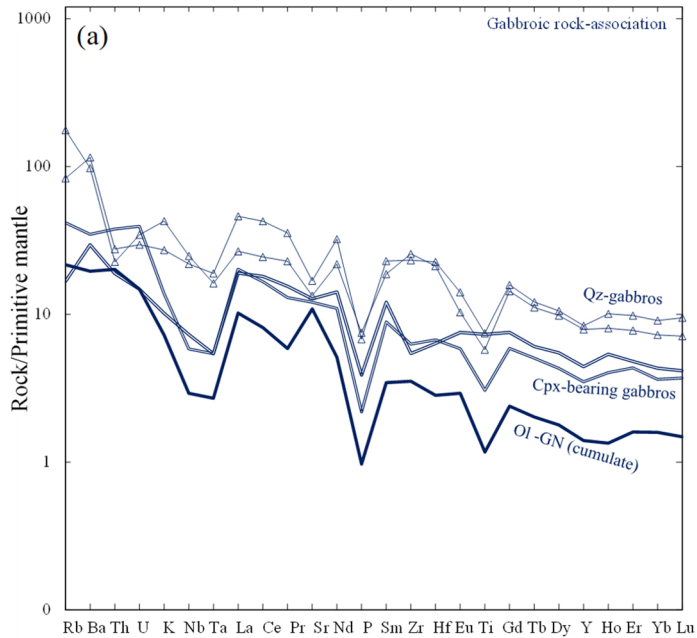 1000
(a)
Gabbroic rock-association
100
10
1
0
Rock/Primitive mantle
Qz-gabbros
Cpx-bearing gabbros
Ol -GN (cumulate)
Rb Ba Th U K Nb Ta La Ce Pr Sr Nd P Sm Zr Hf Eu Ti Gd Tb Dy Y Ho Er Yb Lu